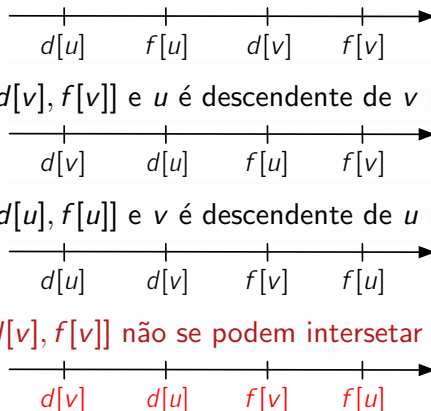 d[u] f[u] d[v] f[v]
d[v], f[v]] e u é descendente de v
d[v] d[u] f[u] f[v]
d[u], f[u]] e v é descendente de u
d[u] d[v] f[v] f[u]
d[v], f[v]] não se podem intersetar
d[v] d[u] f[v] f[u]